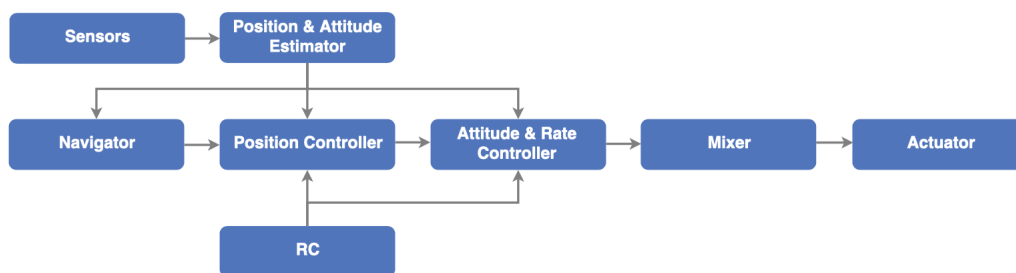 Sensors
Position & Attitude
Estimator
Navigator
Position Controller
Attitude & Rate
Controller
Mixer
Actuator
RC